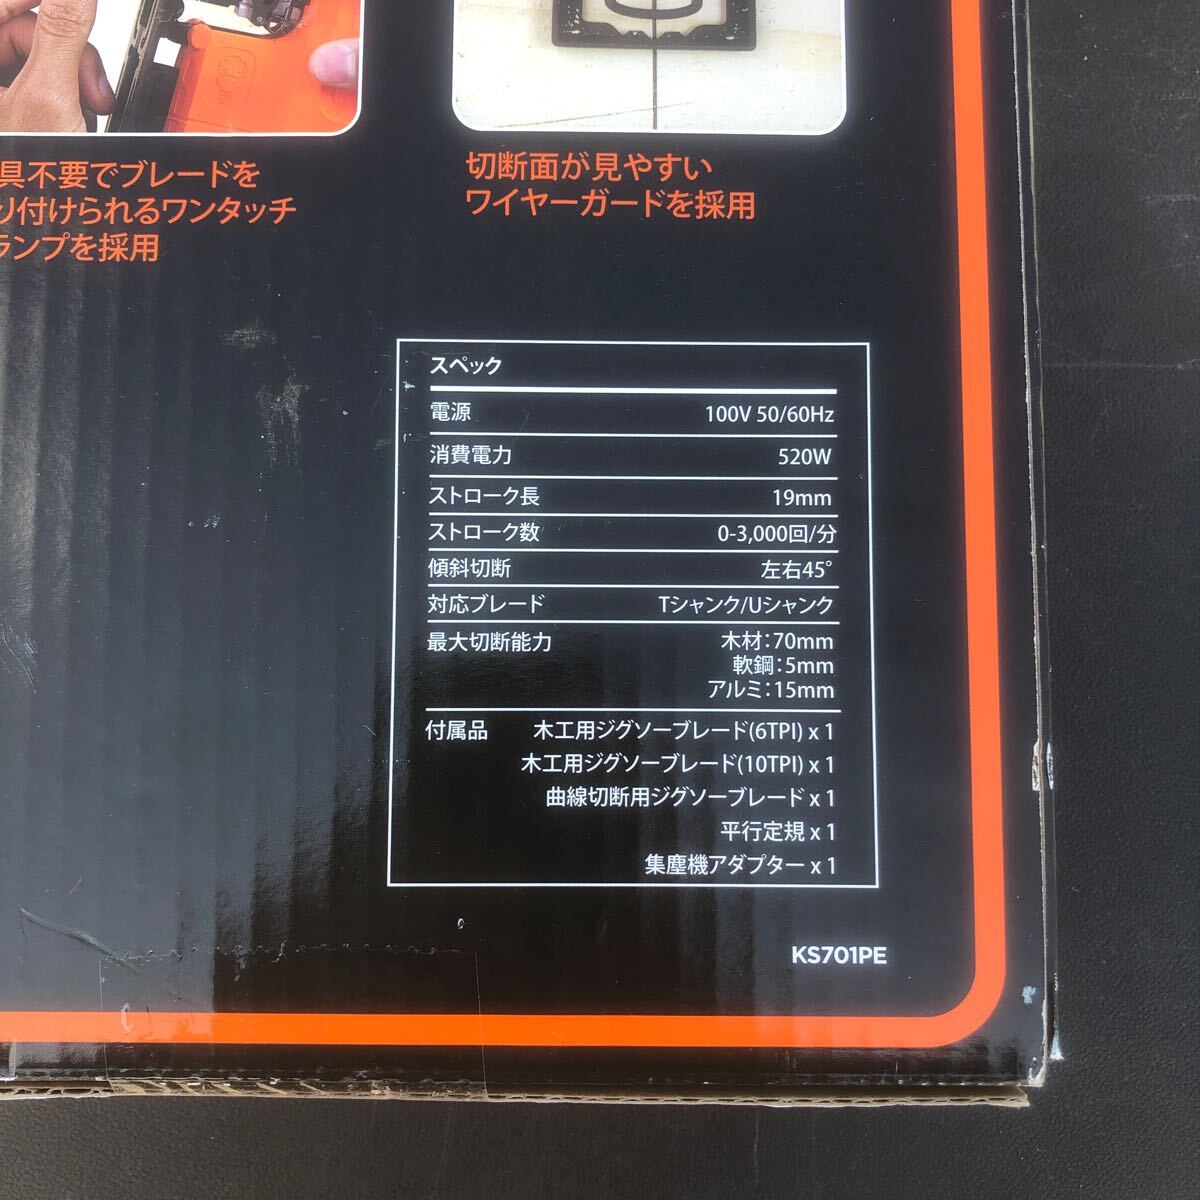 具不要でブレードを
り付けられるワンタッチ
ランプを採用
切断面が見やすい
ワイヤーガードを採用
スペック
電源 100V 50/60Hz
消費電力 520W
ストローク長 19mm
ストローク数 0-3,000回/分
傾斜切断 左右45°
対応ブレード Tシャンク/Uシャンク
最大切断能力 木材：70mm
軟鋼：5mm
アルミ：15mm
付属品 木工用ジグソーブレード(6TPI) x 1
木工用ジグソーブレード(10TPI) x 1
曲線切断用ジグソーブレード x 1
平行定規 x 1
集塵機アダプター x 1
KS701PE